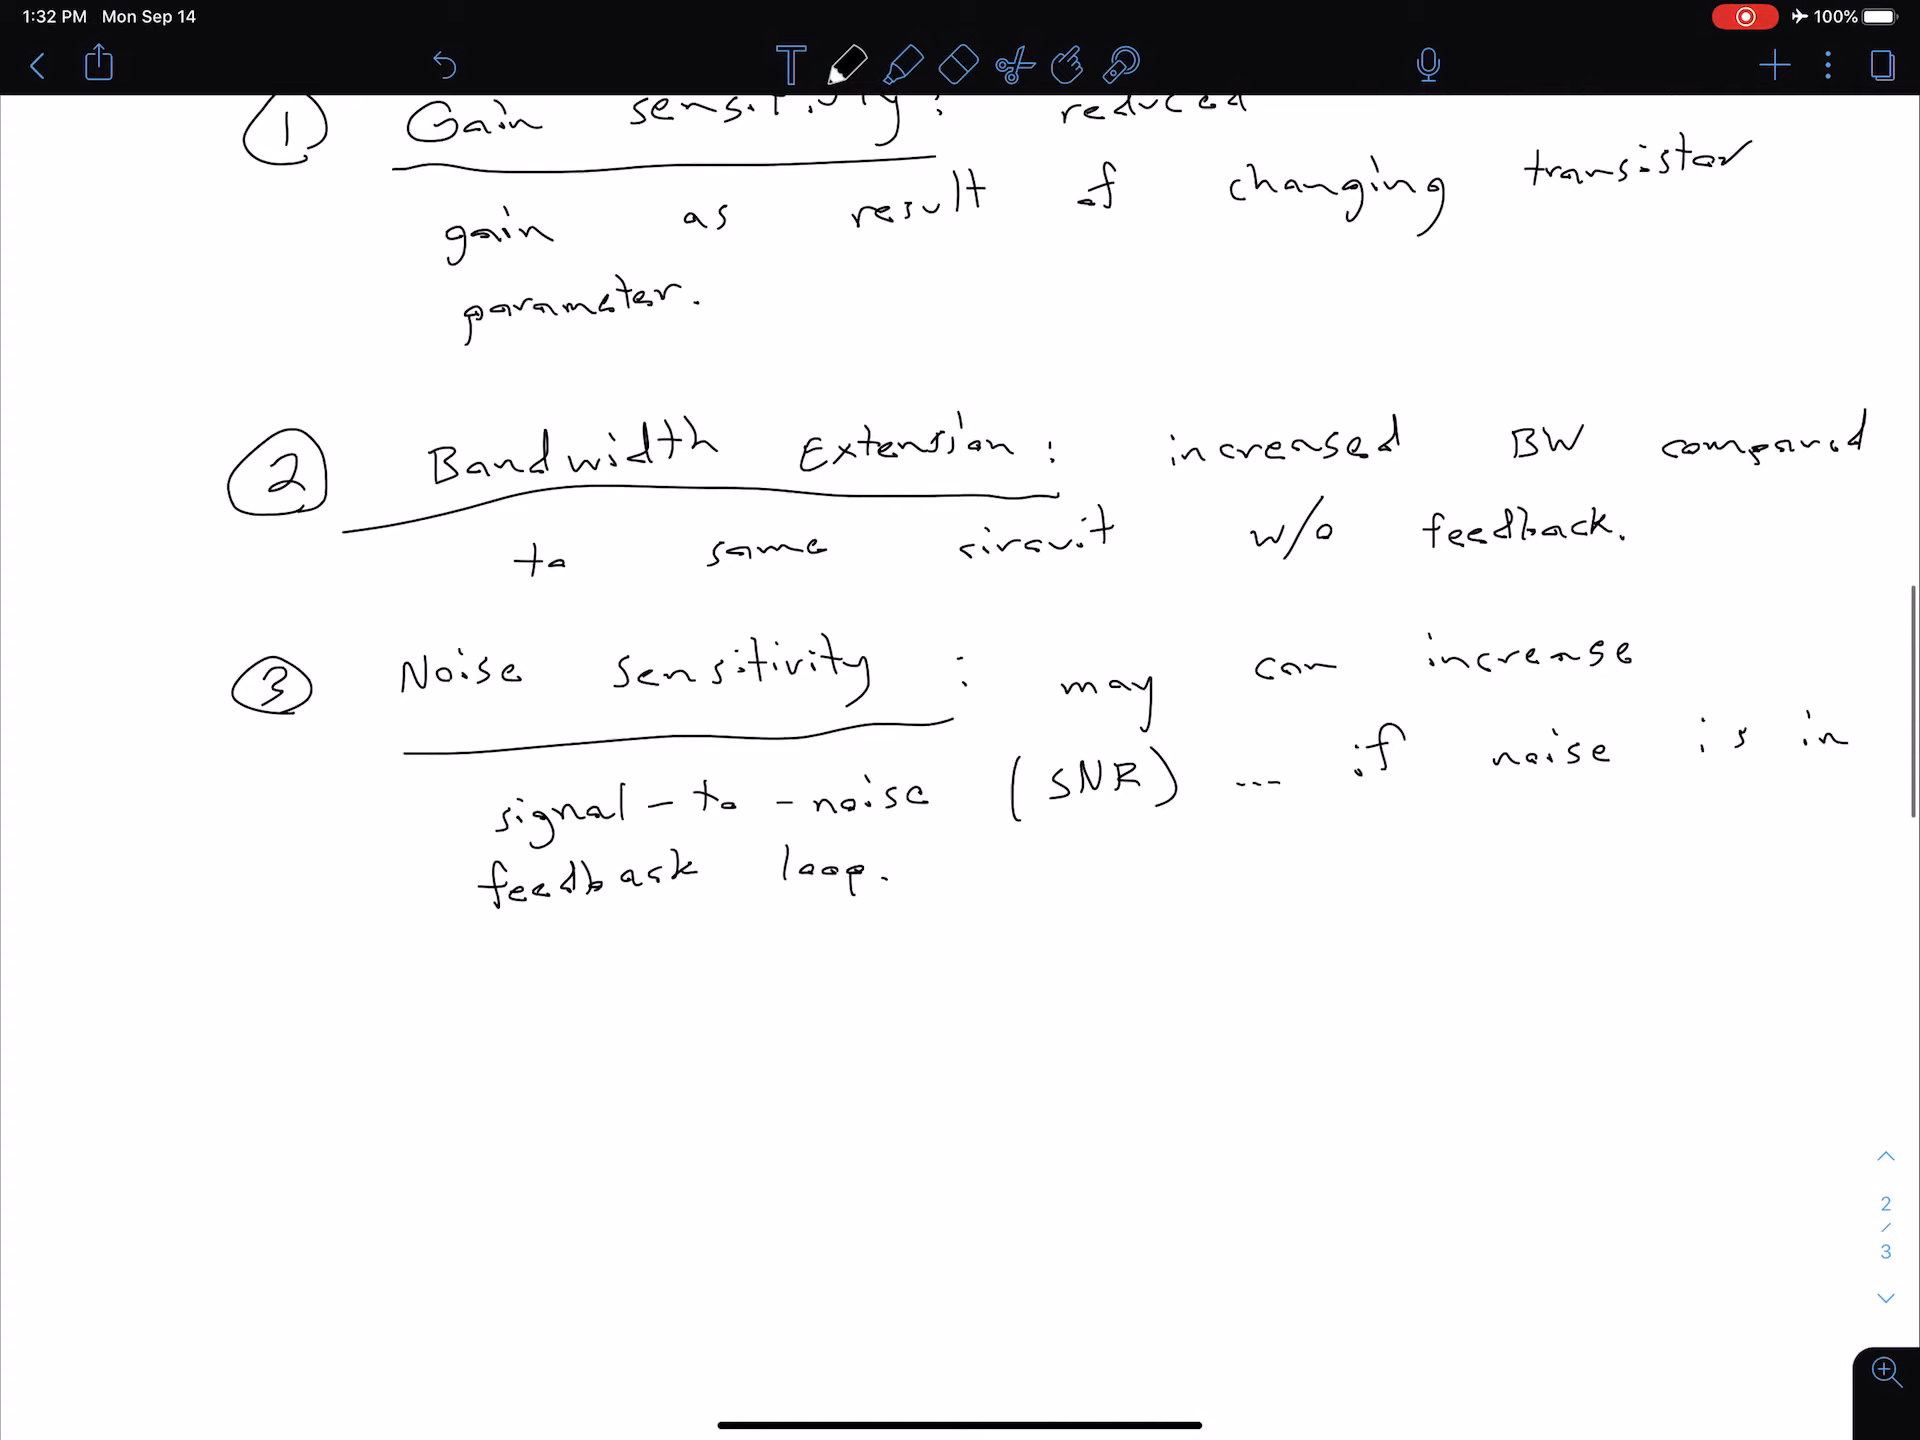 1:32 PM Mon Sep 14
100%
T
1 Gain sensitivity: reduced
gain as result of changing transistor
parameter.
2 Bandwidth Extension: increased BW compared
to same circuit w/o feedback.
3 Noise Sensitivity: may can increase
signal-to-noise (SNR) ... if noise is in
feedback loop.
2
/
3